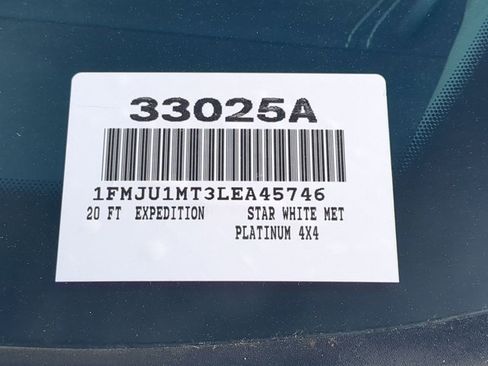 33025A
1FMJU1MT3LEA45746
20 FT EXPEDITION STAR WHITE MET
PLATINUM 4X4